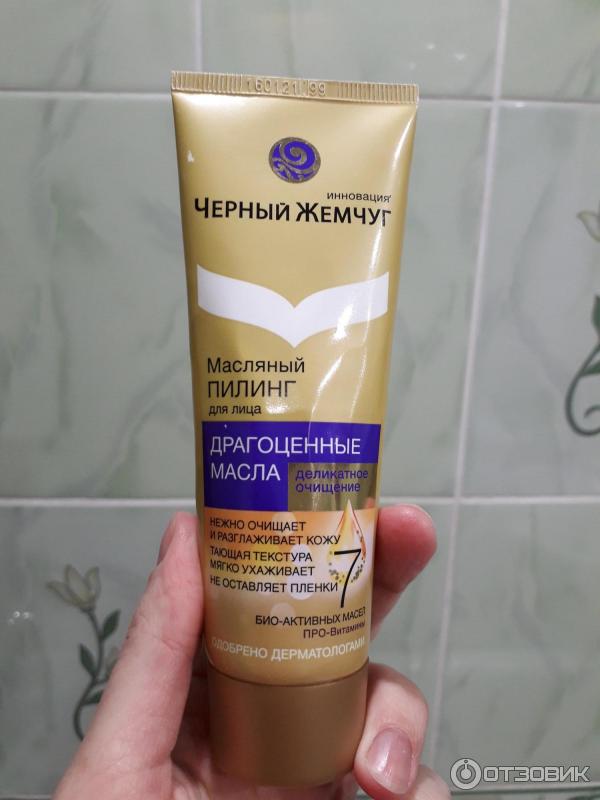 160121 99
инновация
ЧЕРНЫЙ ЖЕМЧУГ
Масляный
ПИЛИНГ
для лица
ДРАГОЦЕННЫЕ
МАСЛА
деликатное
очищение
НЕЖНО ОЧИЩАЕТ
И РАЗГЛАЖИВАЕТ КОЖУ
ТАЮЩАЯ ТЕКСТУРА
МЯГКО УХАЖИВАЕТ
НЕ ОСТАВЛЯЕТ ПЛЕНКИ
7
БИО-АКТИВНЫХ МАСЕЛ
ПРО-Витамины
ОДОБРЕНО ДЕРМАТОЛОГАМИ
ОТЗОВИК